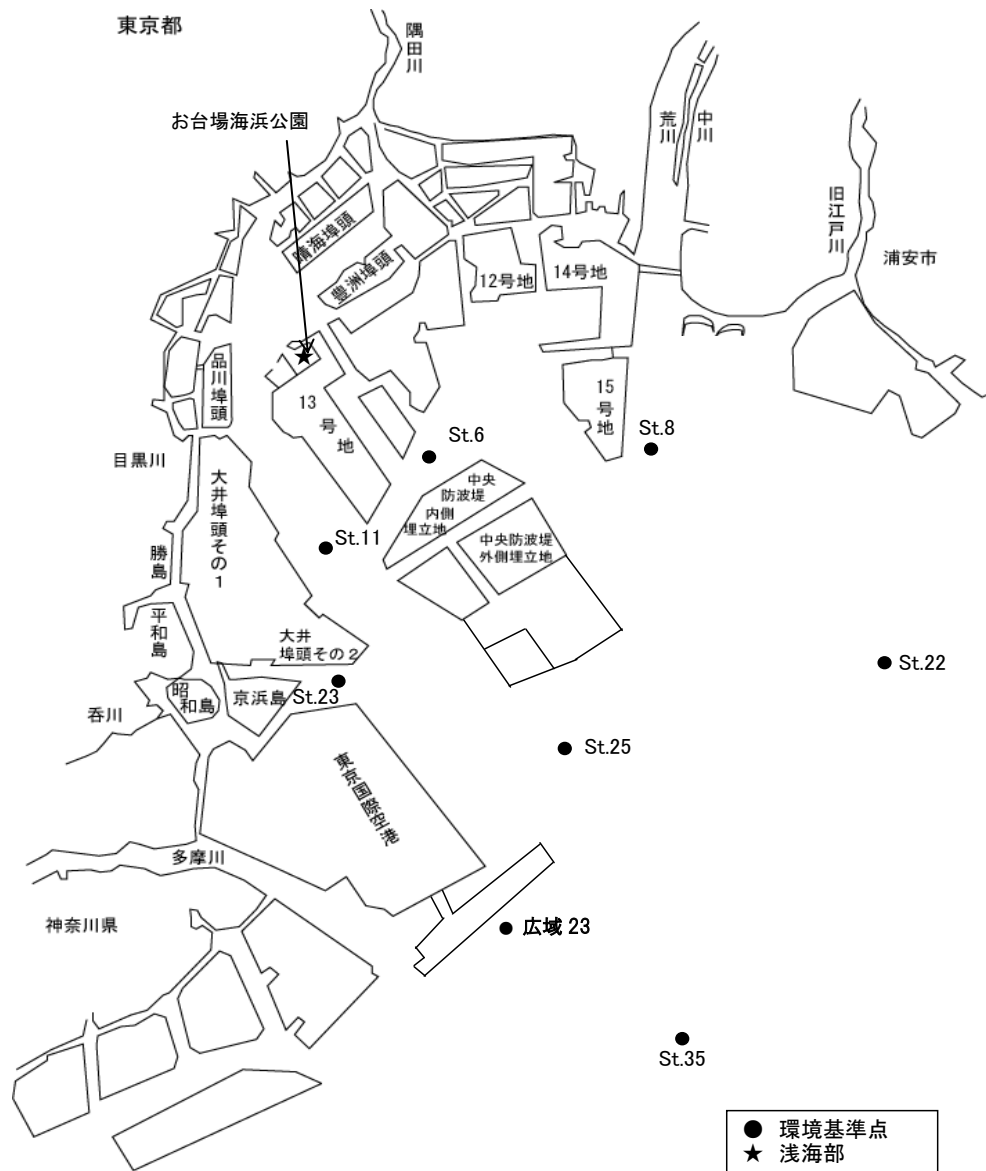 東京都
隅田川
お台場海浜公園
荒川
中川
旧江戸川
浦安市
晴海埠頭
豊洲埠頭
12号地
14号地
品川埠頭
13号地
15号地
St.6
St.8
目黒川
大井埠頭その1
中央
防波堤
内側
埋立地
中央防波堤
外側埋立地
St.11
勝島
平和島
大井
埠頭その2
St.22
昭和島
京浜島
St.23
呑川
St.25
東京国際空港
多摩川
神奈川県
広域 23
St.35
● 環境基準点
★ 浅海部